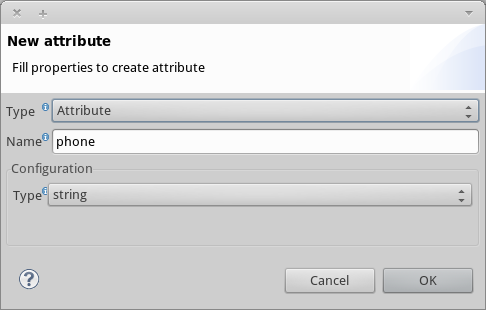 New attribute
Fill properties to create attribute
Type Attribute
Name phone
Configuration
Type string
? Cancel OK